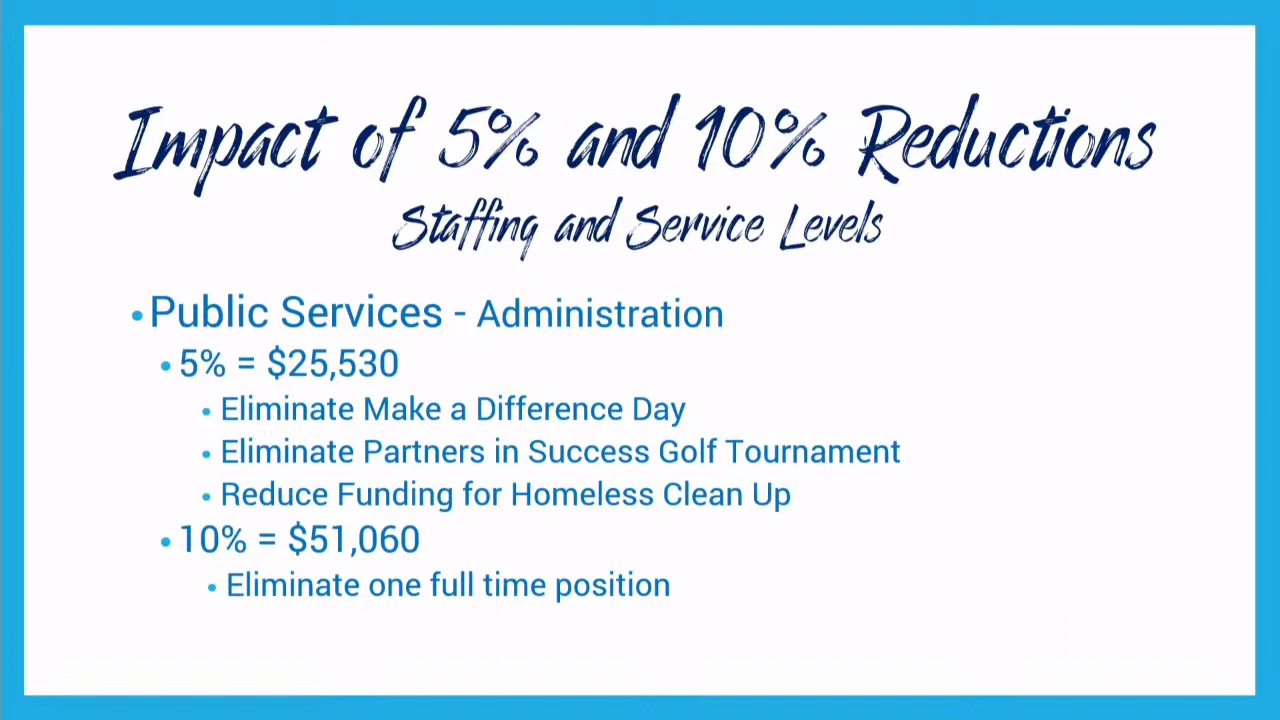 Impact of 5% and 10% Reductions
Staffing and Service Levels
• Public Services - Administration
• 5% = $25,530
• Eliminate Make a Difference Day
• Eliminate Partners in Success Golf Tournament
• Reduce Funding for Homeless Clean Up
• 10% = $51,060
• Eliminate one full time position